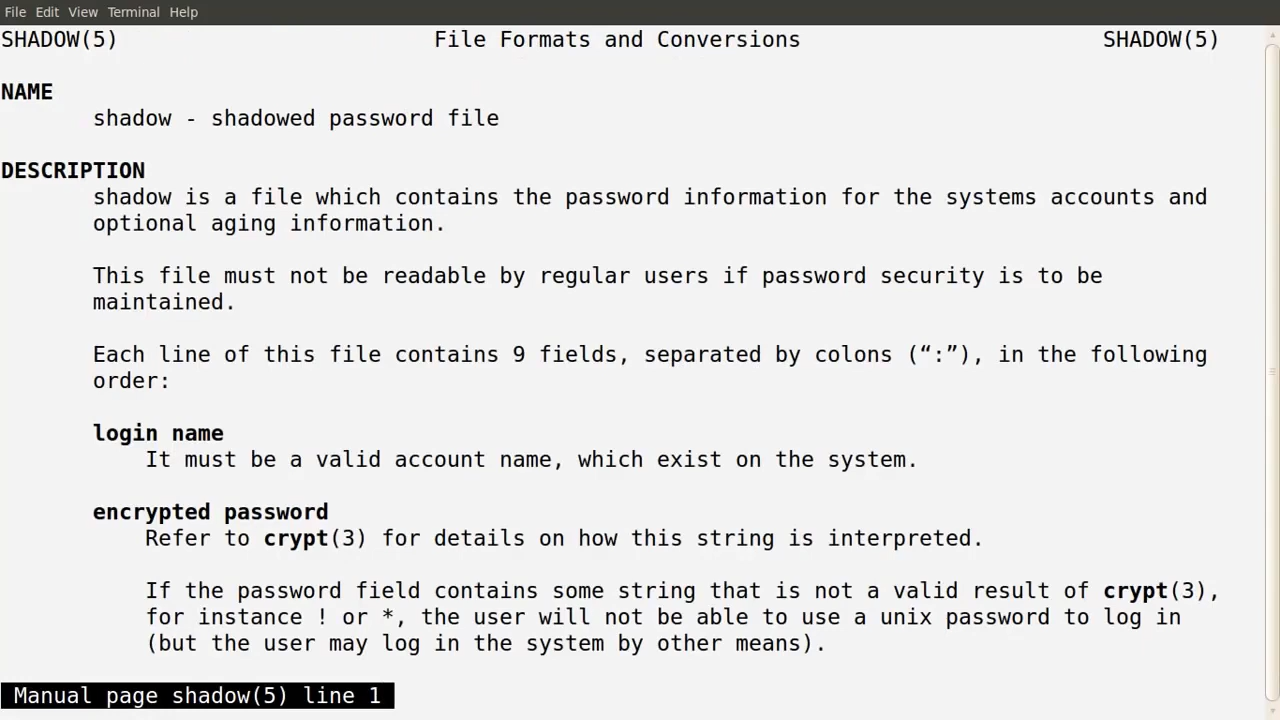 File Edit View Terminal Help
SHADOW(5) File Formats and Conversions SHADOW(5)
NAME
shadow - shadowed password file
DESCRIPTION
shadow is a file which contains the password information for the systems accounts and
optional aging information.
This file must not be readable by regular users if password security is to be
maintained.
Each line of this file contains 9 fields, separated by colons (“:”), in the following
order:
login name
It must be a valid account name, which exist on the system.
encrypted password
Refer to crypt(3) for details on how this string is interpreted.
If the password field contains some string that is not a valid result of crypt(3),
for instance ! or *, the user will not be able to use a unix password to log in
(but the user may log in the system by other means).
Manual page shadow(5) line 1